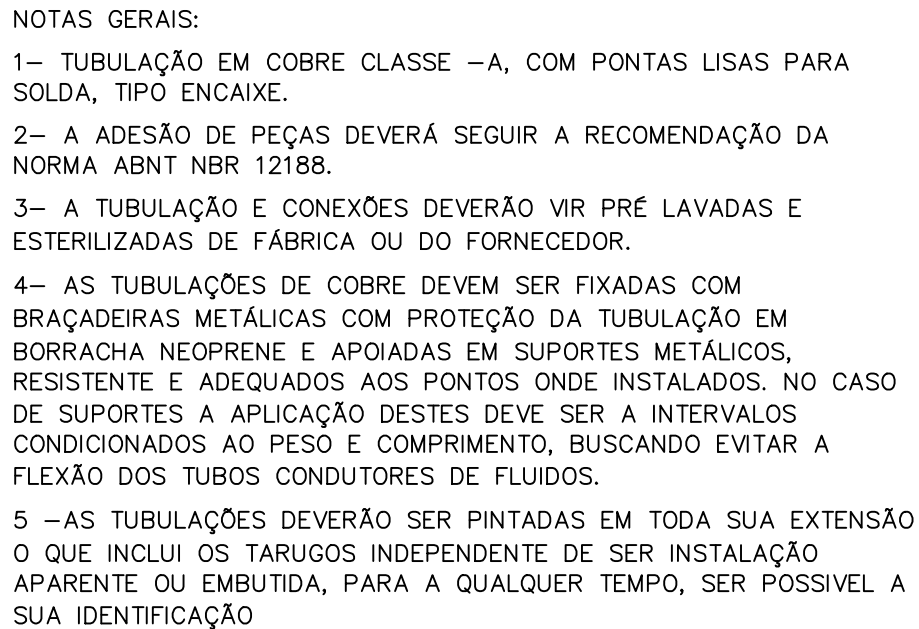 NOTAS GERAIS:
1– TUBULAÇÃO EM COBRE CLASSE –A, COM PONTAS LISAS PARA
SOLDA, TIPO ENCAIXE.
2– A ADESÃO DE PEÇAS DEVERÁ SEGUIR A RECOMENDAÇÃO DA
NORMA ABNT NBR 12188.
3– A TUBULAÇÃO E CONEXÕES DEVERÃO VIR PRÉ LAVADAS E
ESTERILIZADAS DE FÁBRICA OU DO FORNECEDOR.
4– AS TUBULAÇÕES DE COBRE DEVEM SER FIXADAS COM
BRAÇADEIRAS METÁLICAS COM PROTEÇÃO DA TUBULAÇÃO EM
BORRACHA NEOPRENE E APOIADAS EM SUPORTES METÁLICOS,
RESISTENTE E ADEQUADOS AOS PONTOS ONDE INSTALADOS. NO CASO
DE SUPORTES A APLICAÇÃO DESTES DEVE SER A INTERVALOS
CONDICIONADOS AO PESO E COMPRIMENTO, BUSCANDO EVITAR A
FLEXÃO DOS TUBOS CONDUTORES DE FLUIDOS.
5 –AS TUBULAÇÕES DEVERÃO SER PINTADAS EM TODA SUA EXTENSÃO
O QUE INCLUI OS TARUGOS INDEPENDENTE DE SER INSTALAÇÃO
APARENTE OU EMBUTIDA, PARA A QUALQUER TEMPO, SER POSSIVEL A
SUA IDENTIFICAÇÃO